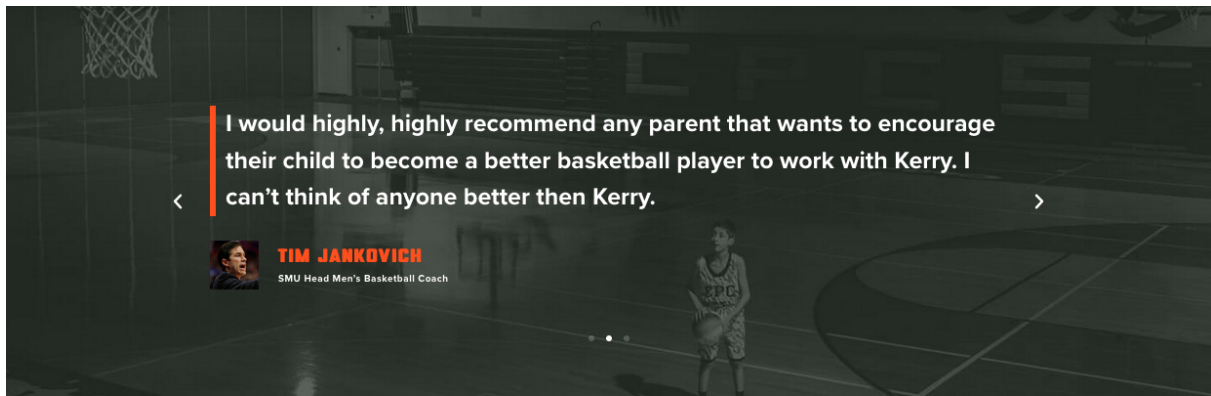 CPCS
I would highly, highly recommend any parent that wants to encourage
their child to become a better basketball player to work with Kerry. I
can't think of anyone better then Kerry.
TIM JANKOVICH
SMU Head Men's Basketball Coach